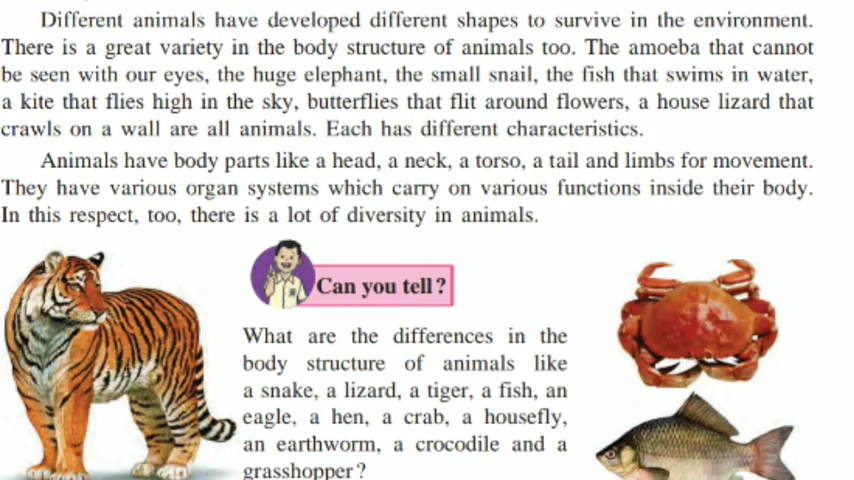 Different animals have developed different shapes to survive in the environment.
There is a great variety in the body structure of animals too. The amoeba that cannot
be seen with our eyes, the huge elephant, the small snail, the fish that swims in water,
a kite that flies high in the sky, butterflies that flit around flowers, a house lizard that
crawls on a wall are all animals. Each has different characteristics.
Animals have body parts like a head, a neck, a torso, a tail and limbs for movement.
They have various organ systems which carry on various functions inside their body.
In this respect, too, there is a lot of diversity in animals.
Can you tell?
What are the differences in the
body structure of animals like
a snake, a lizard, a tiger, a fish, an
eagle, a hen, a crab, a housefly,
an earthworm, a crocodile and a
grasshopper?